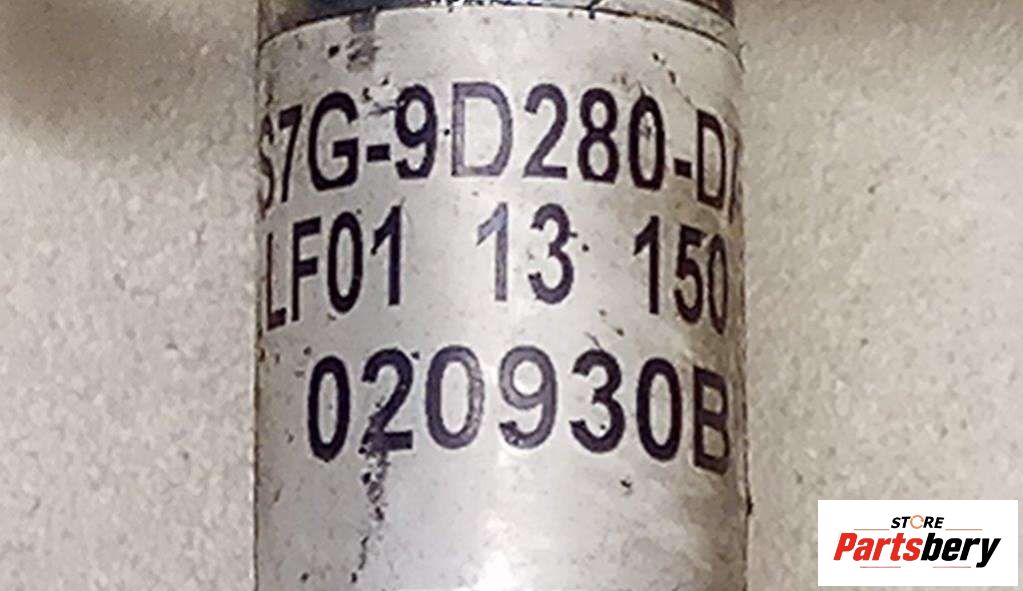 S7G-9D280-DA
LF01 13 150
020930B
STORE
Partsbery